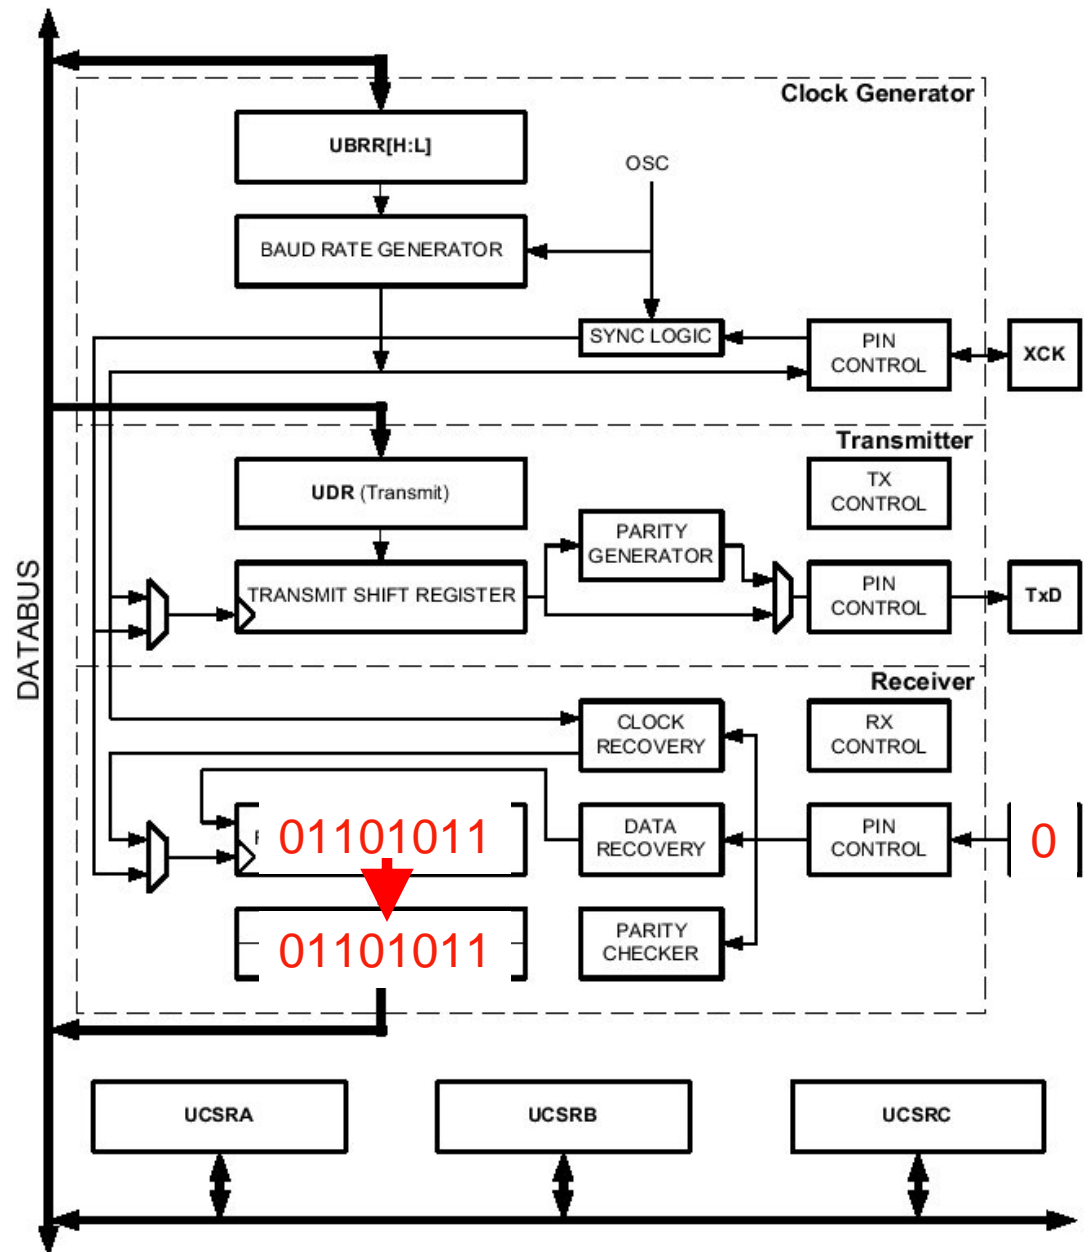 Clock Generator
UBRR[H:L]
OSC
BAUD RATE GENERATOR
SYNC LOGIC
PIN
CONTROL
XCK
Transmitter
UDR (Transmit)
TX
CONTROL
PARITY
GENERATOR
TRANSMIT SHIFT REGISTER
PIN
CONTROL
TxD
DATABUS
Receiver
CLOCK
RECOVERY
RX
CONTROL
01101011
DATA
RECOVERY
PIN
CONTROL
0
01101011
PARITY
CHECKER
UCSRA
UCSRB
UCSRC